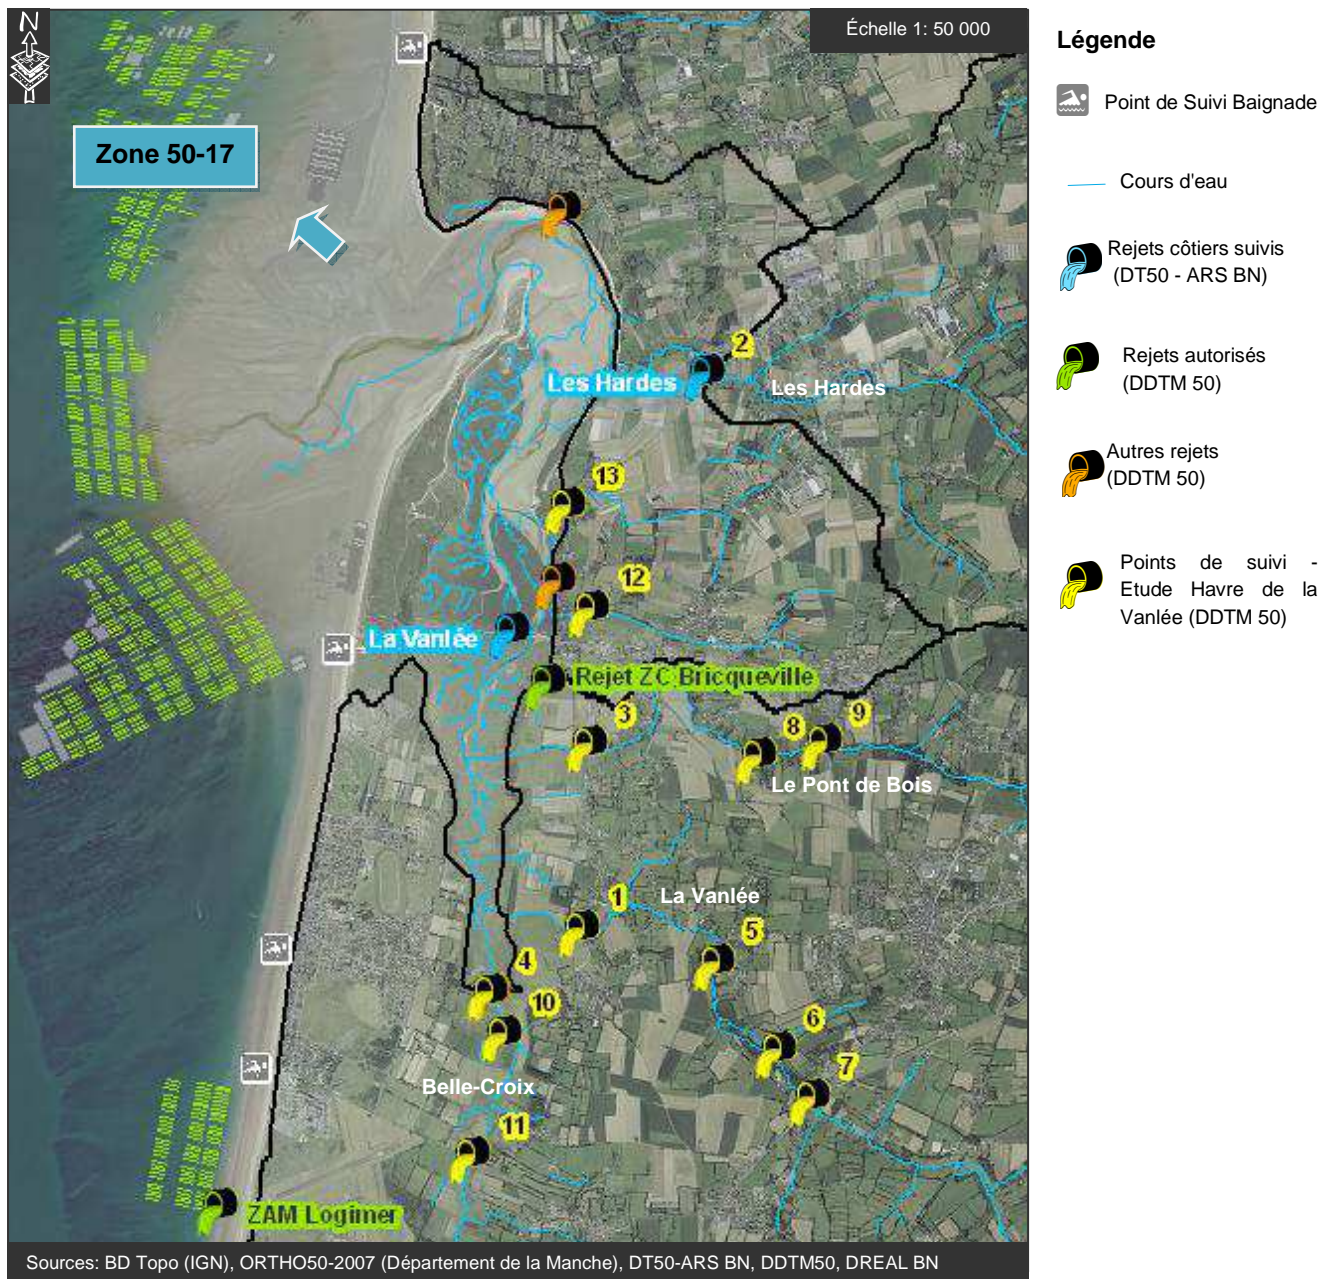 N
Échelle 1: 50 000
Zone 50-17
2
Les Hardes
Les Hardes
13
12
La Vanlée
Rejet ZC Bricqueville
3
8
9
Le Pont de Bois
1
La Vanlée
5
4
10
6
7
Belle-Croix
11
ZAM Logimer
Sources: BD Topo (IGN), ORTHO50-2007 (Département de la Manche), DT50-ARS BN, DDTM50, DREAL BN
Légende
Point de Suivi Baignade
Cours d'eau
Rejets côtiers suivis
(DT50 - ARS BN)
Rejets autorisés
(DDTM 50)
Autres rejets
(DDTM 50)
Points de suivi -
Etude Havre de la
Vanlée (DDTM 50)